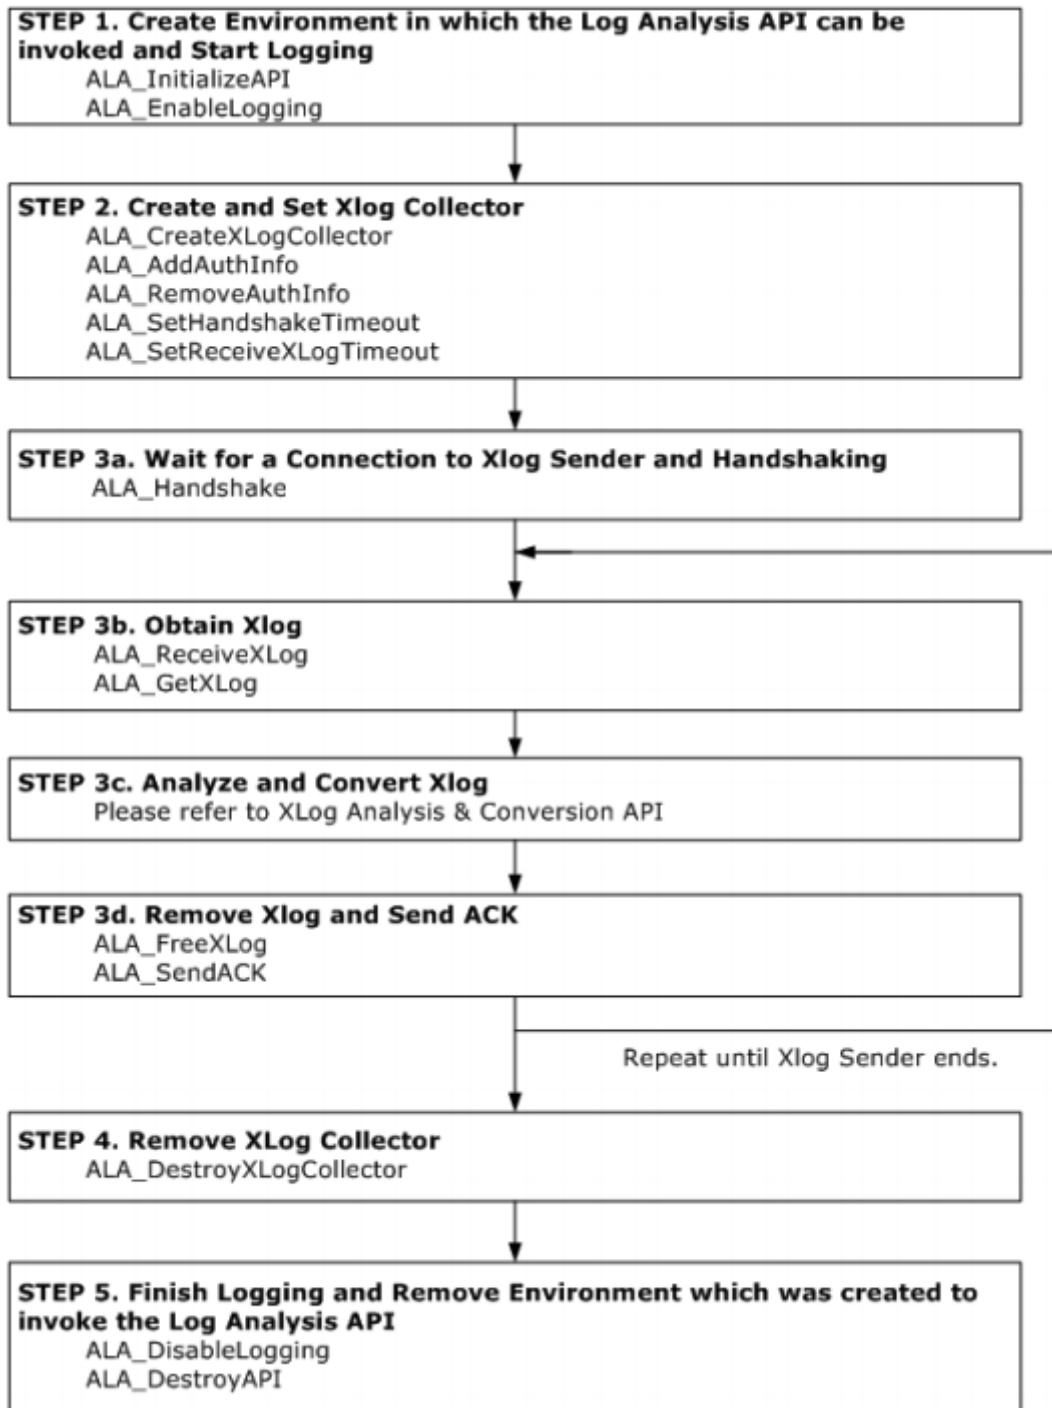 STEP 1. Create Environment in which the Log Analysis API can be
invoked and Start Logging
ALA_InitializeAPI
ALA_EnableLogging
STEP 2. Create and Set Xlog Collector
ALA_CreateXLogCollector
ALA_AddAuthInfo
ALA_RemoveAuthInfo
ALA_SetHandshakeTimeout
ALA_SetReceiveXLogTimeout
STEP 3a. Wait for a Connection to Xlog Sender and Handshaking
ALA_Handshake
STEP 3b. Obtain Xlog
ALA_ReceiveXLog
ALA_GetXLog
STEP 3c. Analyze and Convert Xlog
Please refer to XLog Analysis & Conversion API
STEP 3d. Remove Xlog and Send ACK
ALA_FreeXLog
ALA_SendACK
Repeat until Xlog Sender ends.
STEP 4. Remove XLog Collector
ALA_DestroyXLogCollector
STEP 5. Finish Logging and Remove Environment which was created to
invoke the Log Analysis API
ALA_DisableLogging
ALA_DestroyAPI